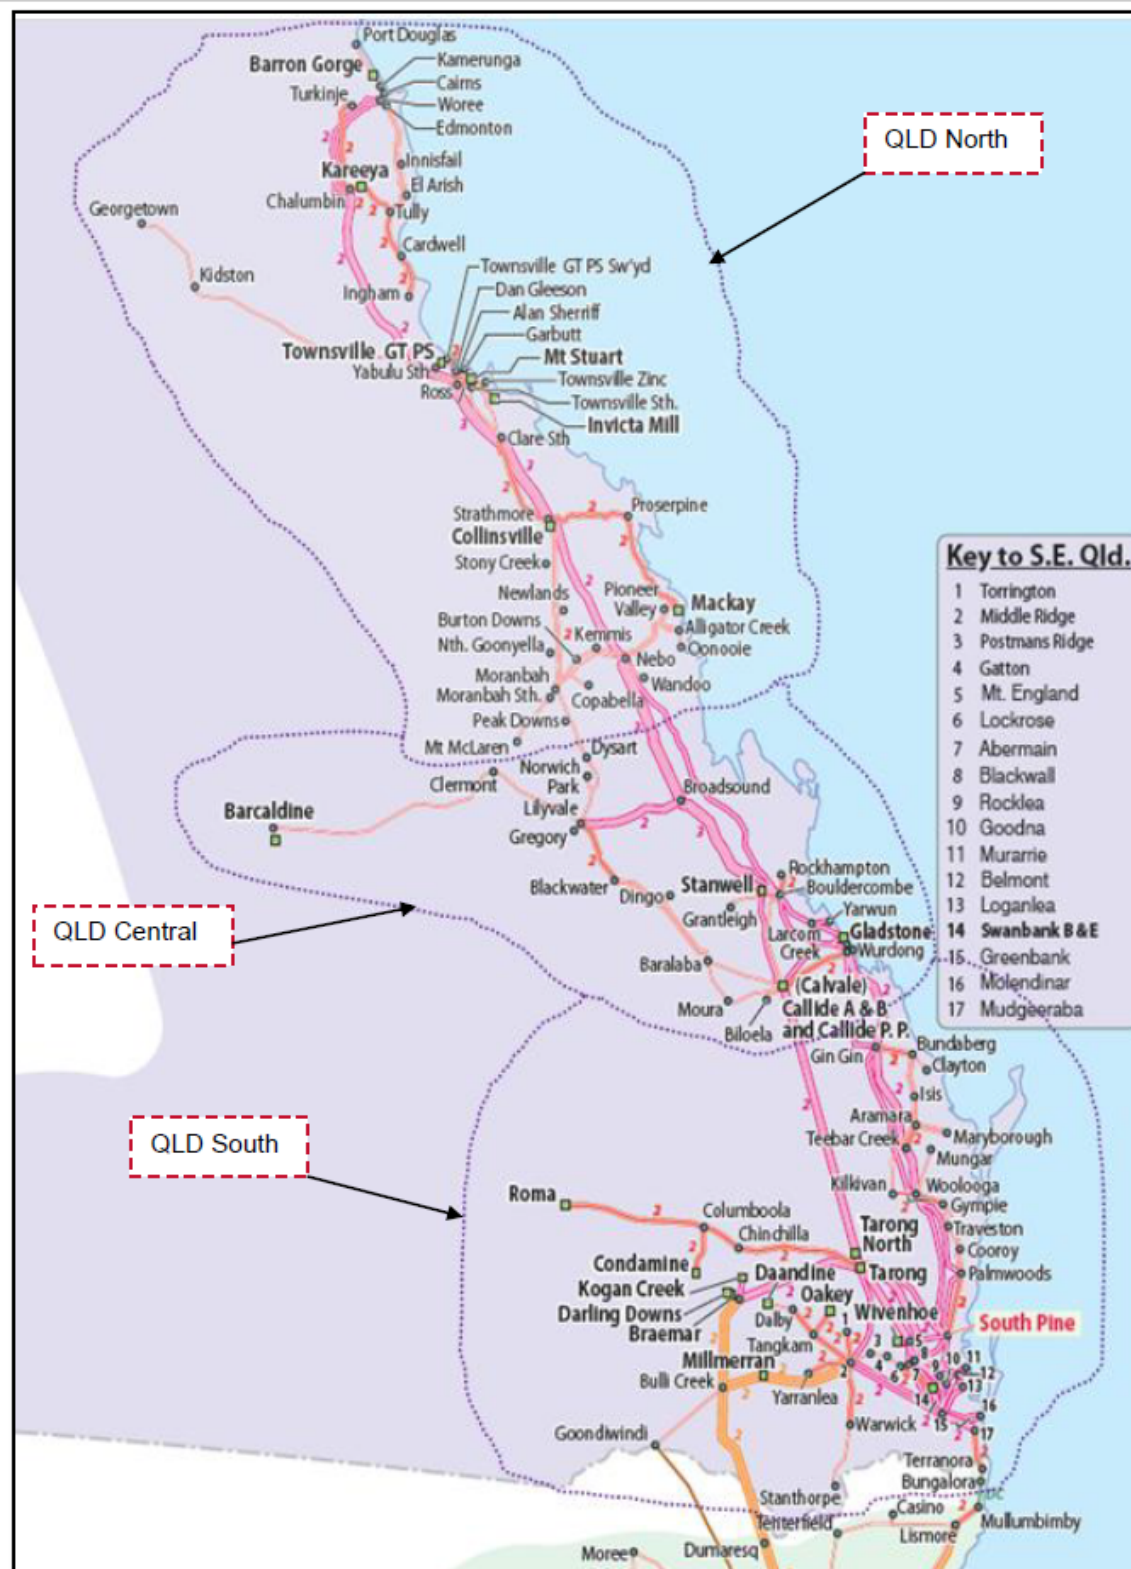 Port Douglas
Barron Gorge
Kamerunga
Cairns
Turkinje
Woree
Edmonton
QLD North
Innisfail
Kareeya
El Arish
Chalumbin
Tully
Georgetown
Cardwell
Kidston
Townsville GT PS Sw'yd
Ingham
Dan Gleeson
Alan Sherriff
Garbutt
Townsville GT PS
Mt Stuart
Yabulu Sth
Townsville Zinc
Ross
Townsville Sth.
Invicta Mill
Clare Sth
Strathmore
Proserpine
Collinsville
Stony Creek
Newlands
Pioneer
Valley
Mackay
Burton Downs
Alligator Creek
Kemmis
Nth. Goonyella
Oonooie
Nebo
Moranbah
Wandoo
Moranbah Sth.
Copabella
Peak Downs
Mt McLaren
Dysart
Clermont
Norwich
Park
Broadsound
Barcaldine
Lilyvale
Gregory
Rockhampton
Blackwater
Stanwell
Bouldercombe
Dingo
Grantleigh
Yarwun
QLD Central
Larcom
Creek
Gladstone
Wurdong
Baralaba
(Calvale)
Callide A & B
and Callide P. P.
Moura
Biloela
Gin Gin
Bundaberg
Clayton
Isis
Aramara
QLD South
Teebar Creek
Maryborough
Mungar
Kilkivan
Woolooga
Roma
Gympie
Columboola
Traveston
Chinchilla
Tarong
North
Cooroy
Condamine
Tarong
Palmwoods
Kogan Creek
Daandine
Oakey
Darling Downs
Dalby
Wivenhoe
Braemar
South Pine
Tangkam
Millmerran
Bulli Creek
Yarranlea
Goondiwindi
Warwick
Terranora
Bungalora
Stanthorpe
Casino
Tenterfield
Lismore
Mullumbimby
Moree
Dumaresq
Key to S.E. Qld.
1 Torrington
2 Middle Ridge
3 Postmans Ridge
4 Gatton
5 Mt. England
6 Lockrose
7 Abermain
8 Blackwall
9 Rocklea
10 Goodna
11 Murarrie
12 Belmont
13 Loganlea
14 Swanbank B & E
15 Greenbank
16 Molendinar
17 Mudgeeraba